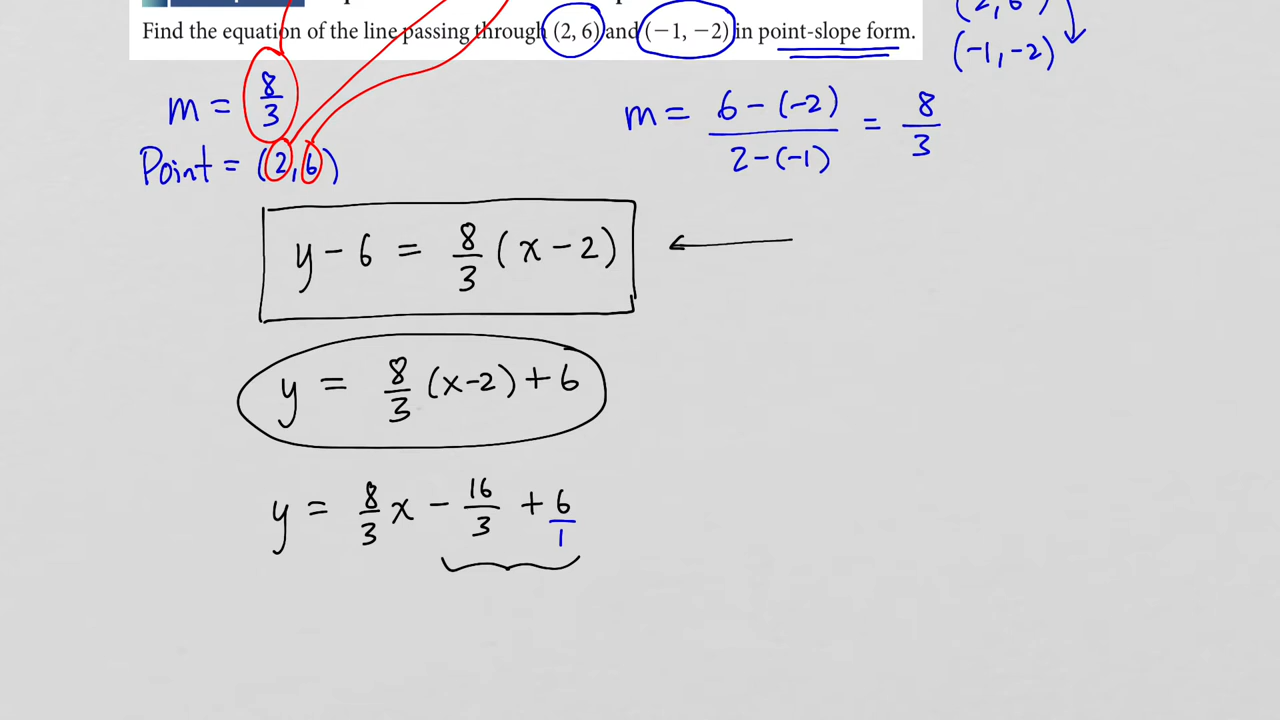 (2, 6)
Find the equation of the line passing through (2, 6) and (−1, −2) in point-slope form.
(-1, -2)
m = 8/3
m = 6 - (-2) / 2 - (-1) = 8/3
Point = (2, 6)
y - 6 = 8/3 (x - 2)
y = 8/3 (x-2) + 6
y = 8/3 x - 16/3 + 6/1